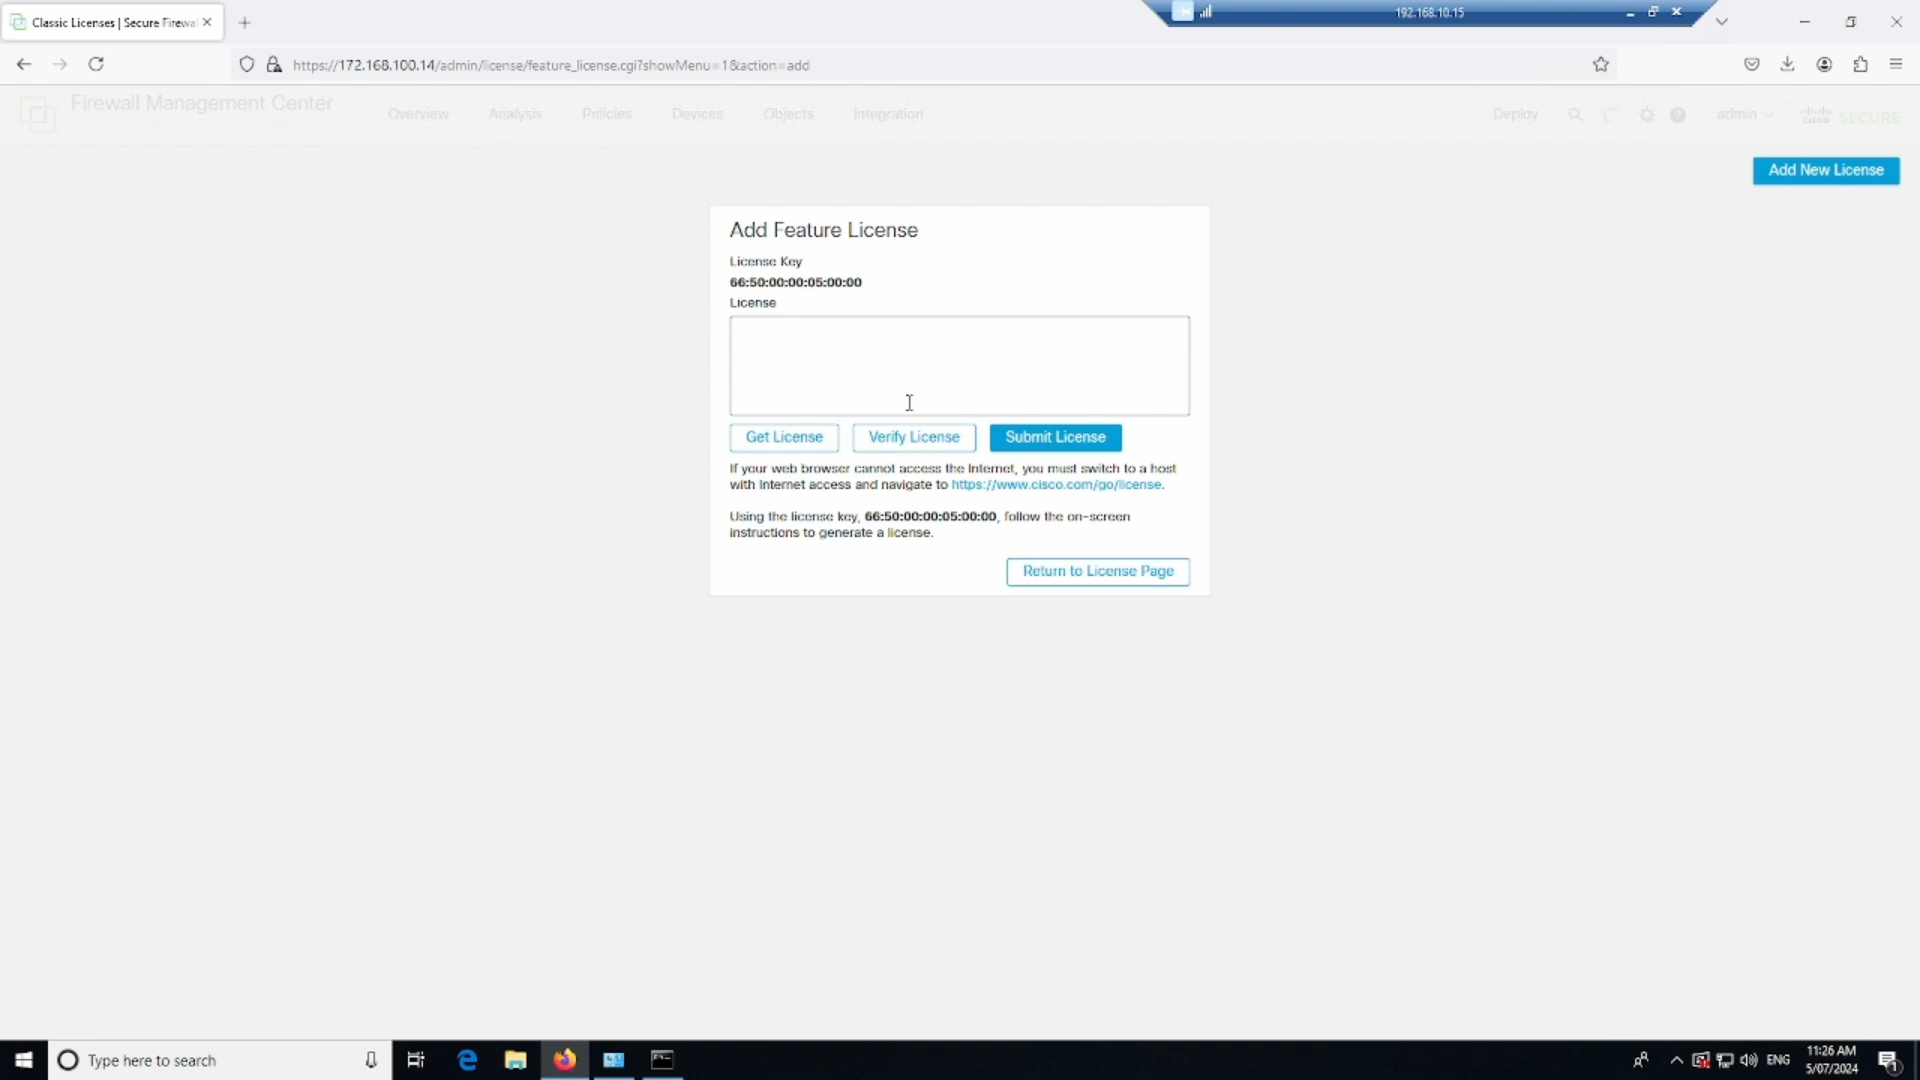 Classic Licenses | Secure Firewa
192.168.10.15
https://172.168.100.14/admin/license/feature_license.cgi?showMenu=1&action=add
Firewall Management Center
Overview
Analysis
Policies
Devices
Objects
Integration
Deploy
admin
CISCO
SECURE
Add New License
Add Feature License
License Key
66:50:00:00:05:00:00
License
Get License
Verify License
Submit License
If your web browser cannot access the Internet, you must switch to a host
with Internet access and navigate to https://www.cisco.com/go/license.
Using the license key, 66:50:00:00:05:00:00, follow the on-screen
instructions to generate a license.
Return to License Page
Type here to search
ENG
11:26 AM
5/07/2024
1